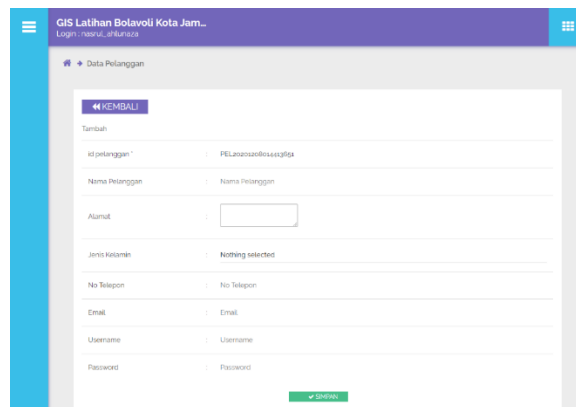 GIS Latihan Bolavoli Kota Jam...
Login : nasrul_ahlunaza
Data Pelanggan
KEMBALI
Tambah
id pelanggan * :
Nama Pelanggan : Nama Pelanggan
Alamat :
Jenis Kelamin : Nothing selected
No Telepon : No Telepon
Email : Email
Username : Username
Password : Password
SIMPAN